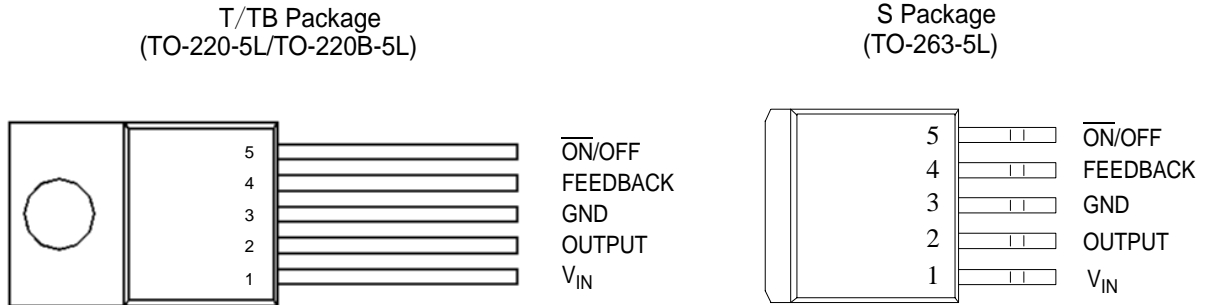 T/TB Package
(TO-220-5L/TO-220B-5L)
5 ON/OFF
4 FEEDBACK
3 GND
2 OUTPUT
1 VIN
S Package
(TO-263-5L)
5 ON/OFF
4 FEEDBACK
3 GND
2 OUTPUT
1 VIN